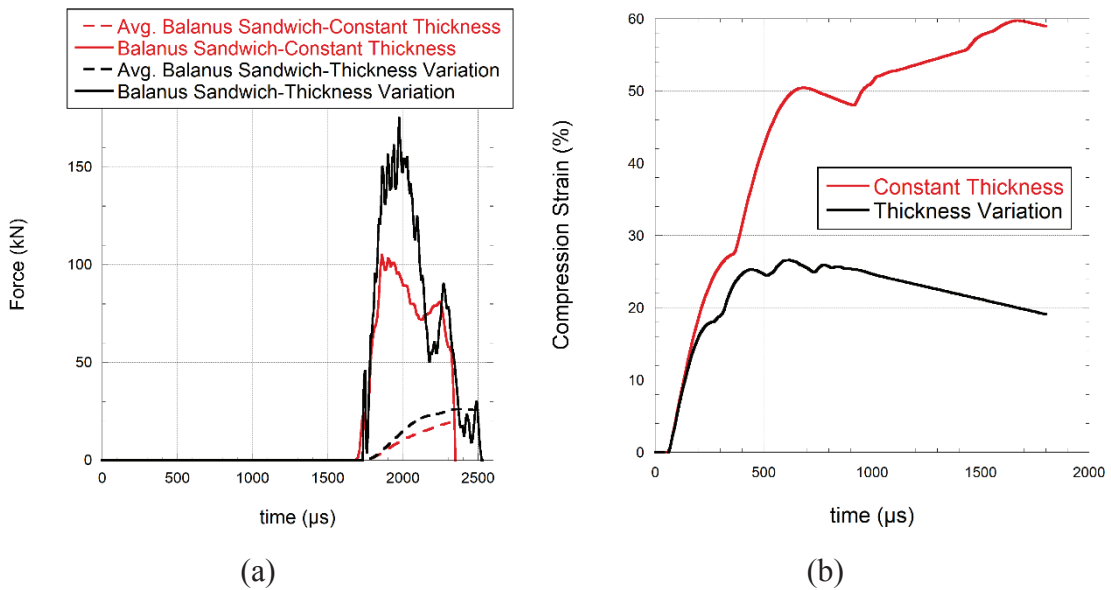 Avg. Balanus Sandwich-Constant Thickness
Balanus Sandwich-Constant Thickness
Avg. Balanus Sandwich-Thickness Variation
Balanus Sandwich-Thickness Variation
150
100
50
0
Force (kN)
0 500 1000 1500 2000 2500
time (µs)
(a)
60
50
40
30
20
10
0
Compression Strain (%)
Constant Thickness
Thickness Variation
0 500 1000 1500 2000
time (µs)
(b)